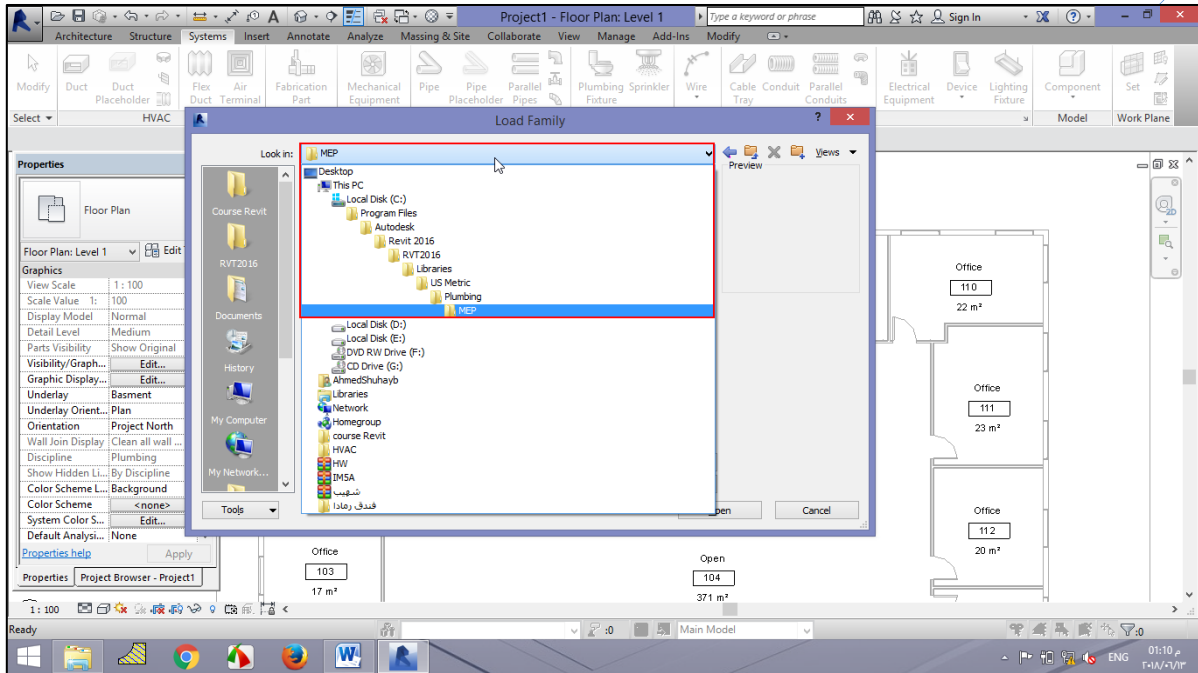 Project1 - Floor Plan: Level 1
Type a keyword or phrase
Sign In
Architecture Structure Systems Insert Annotate Analyze Massing & Site Collaborate View Manage Add-Ins Modify
Modify
Duct
Duct Placeholder
Flex Duct
Air Terminal
Fabrication Part
Mechanical Equipment
Pipe
Pipe Placeholder
Parallel Pipes
Plumbing Fixture
Sprinkler
Wire
Cable Tray
Conduit
Parallel Conduits
Electrical Equipment
Device
Lighting Fixture
Component
Set
Select
HVAC
Model
Work Plane
Load Family
Look in: MEP
Views
Preview
Desktop
This PC
Local Disk (C:)
Program Files
Autodesk
Revit 2016
RVT2016
Libraries
US Metric
Plumbing
MEP
Local Disk (D:)
Local Disk (E:)
DVD RW Drive (F:)
CD Drive (G:)
AhmedShuhayb
Libraries
Network
Homegroup
course Revit
HVAC
HW
IMSA
شهيب
فندق رمادا
Course Revit
RVT2016
Documents
History
My Computer
My Network...
Tools
Cancel
Properties
Floor Plan
Floor Plan: Level 1
Edit
Graphics
View Scale 1 : 100
Scale Value 1: 100
Display Model Normal
Detail Level Medium
Parts Visibility Show Original
Visibility/Graph... Edit...
Graphic Display... Edit...
Underlay Basment
Underlay Orient... Plan
Orientation Project North
Wall Join Display Clean all wall ...
Discipline Plumbing
Show Hidden Li... By Discipline
Color Scheme L... Background
Color Scheme <none>
System Color S... Edit...
Default Analysi... None
Properties help Apply
Properties Project Browser - Project1
Office
110
22 m²
Office
111
23 m²
Office
112
20 m²
Office
103
17 m²
Open
104
371 m²
1 : 100
Ready
:0
Main Model
:0
ENG
01:10 م
٢٠١٨/٠٦/١٣